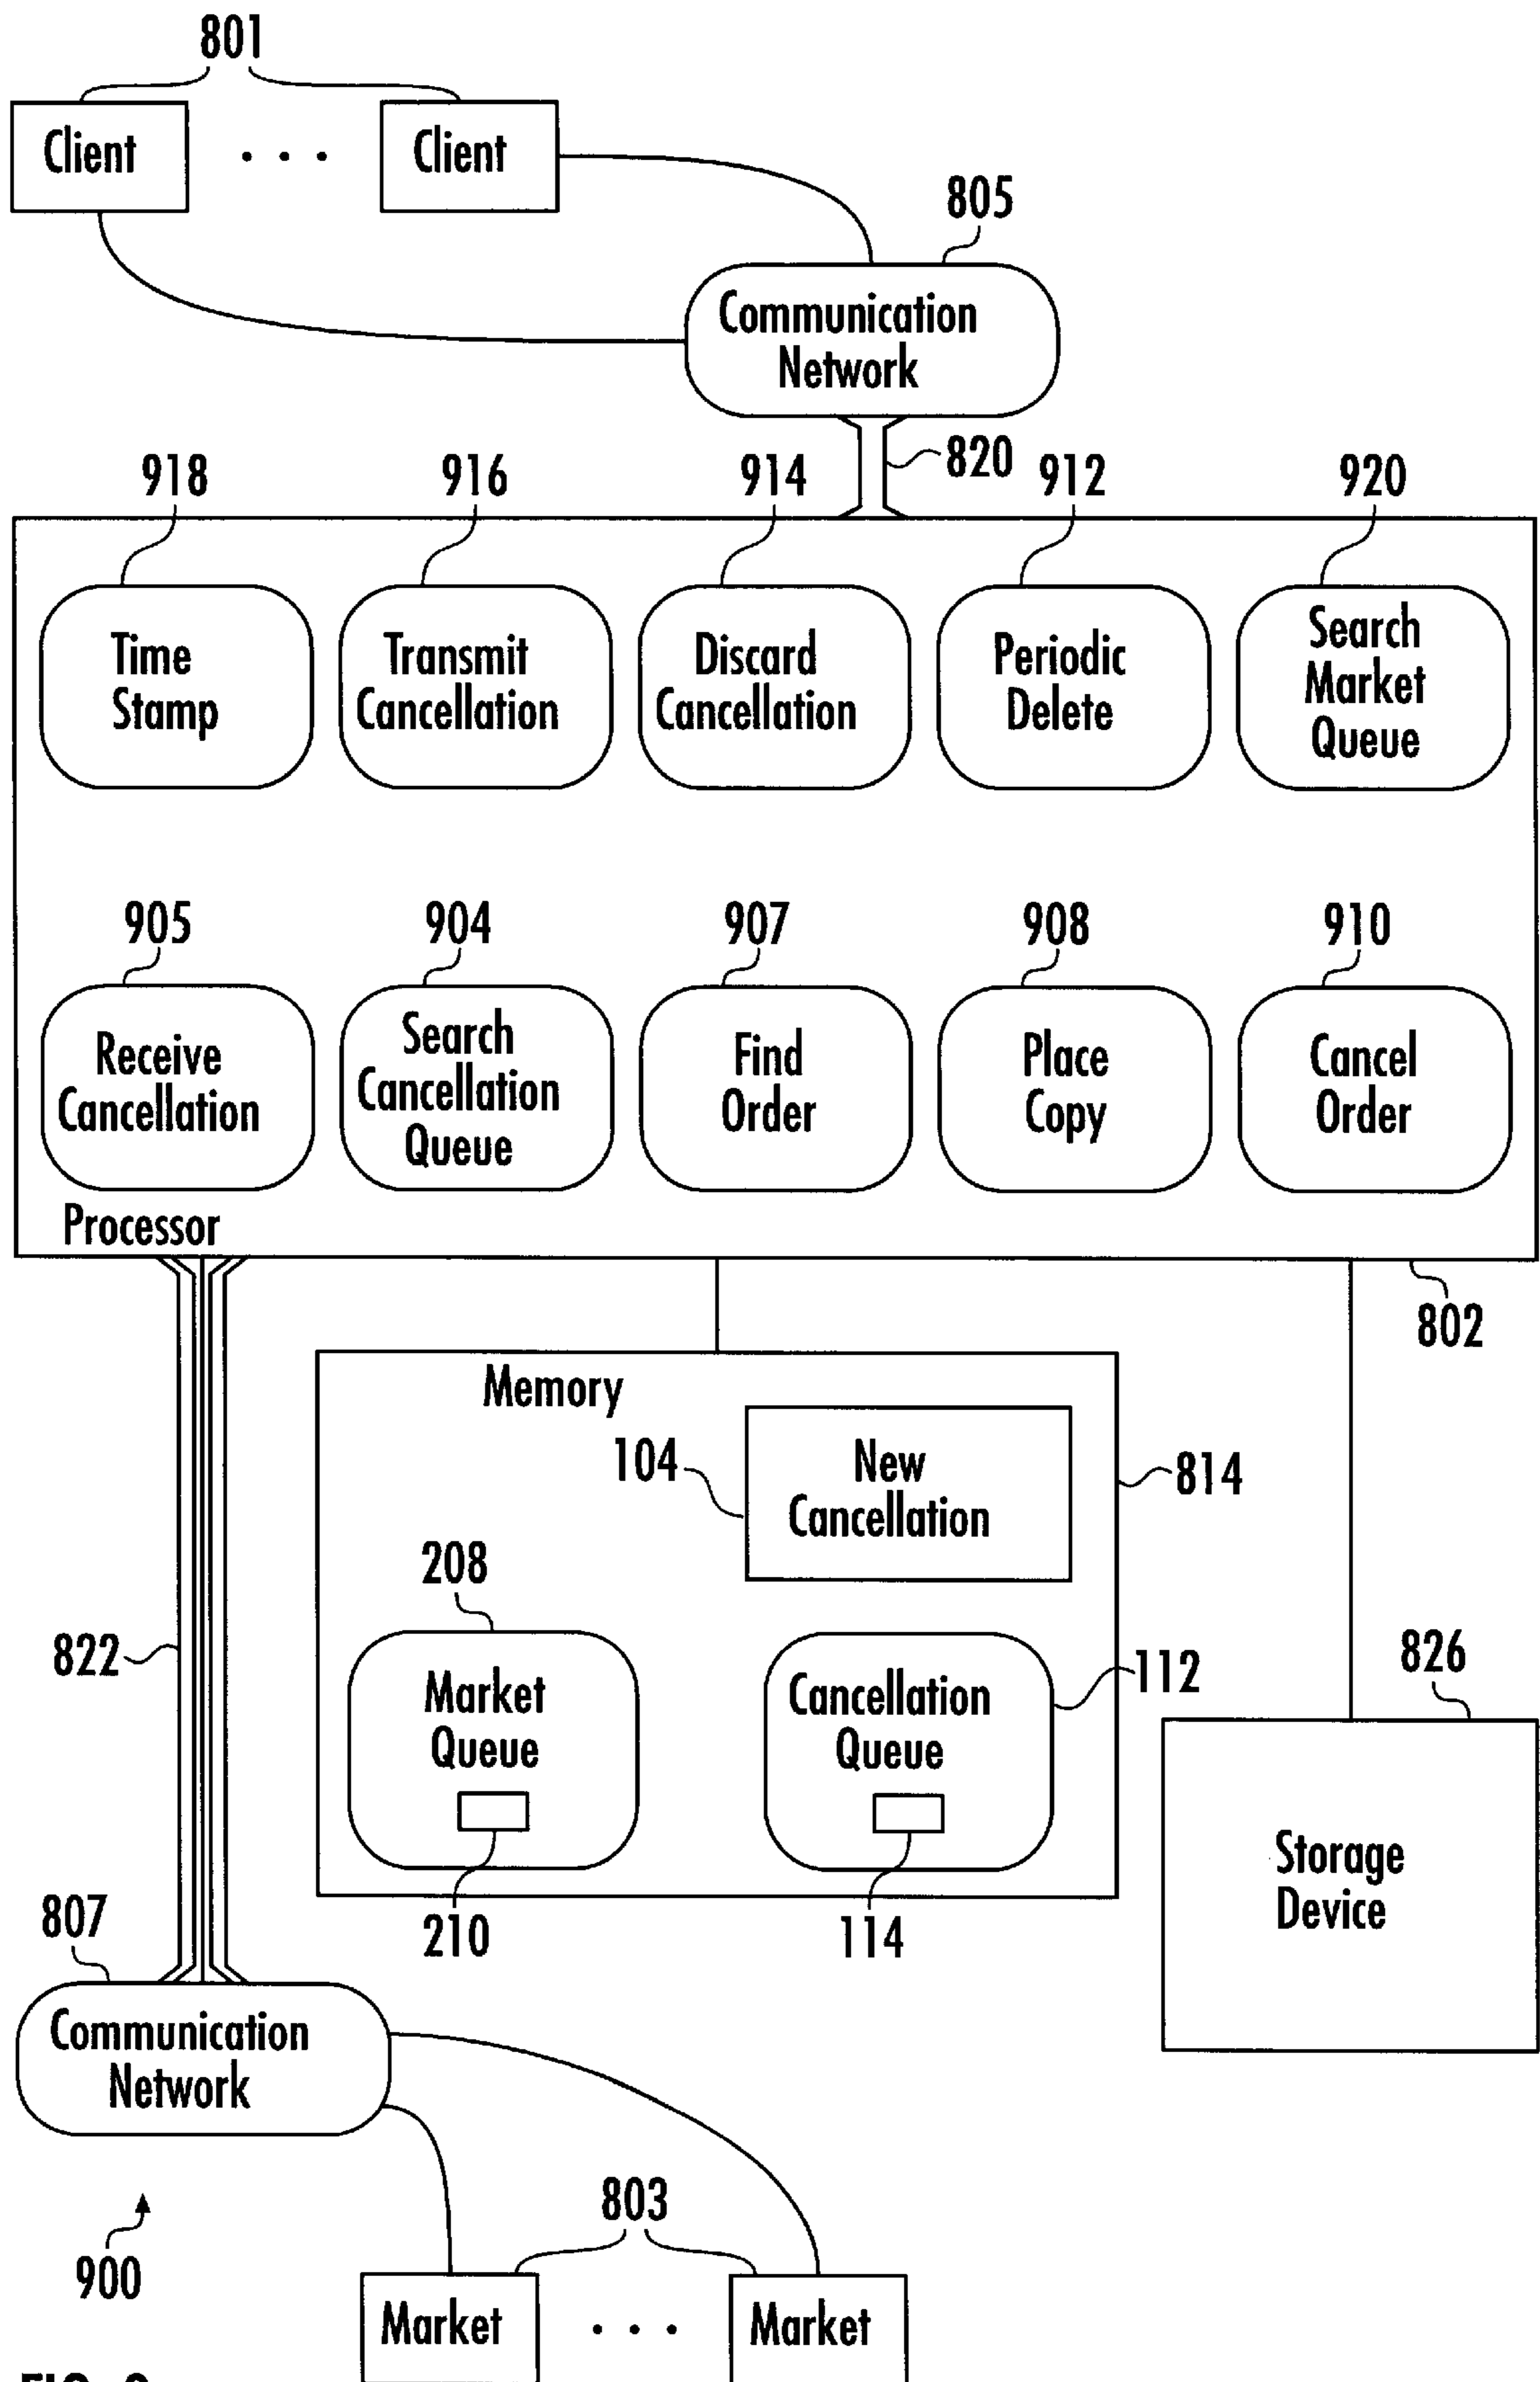 801
Client
. . .
Client
805
Communication
Network
820
918
916
914
912
920
Time
Stamp
Transmit
Cancellation
Discard
Cancellation
Periodic
Delete
Search
Market
Queue
905
904
907
908
910
Receive
Cancellation
Search
Cancellation
Queue
Find
Order
Place
Copy
Cancel
Order
Processor
802
Memory
104
New
Cancellation
814
208
822
Market
Queue
Cancellation
Queue
112
826
210
114
Storage
Device
807
Communication
Network
803
900
Market
. . .
Market